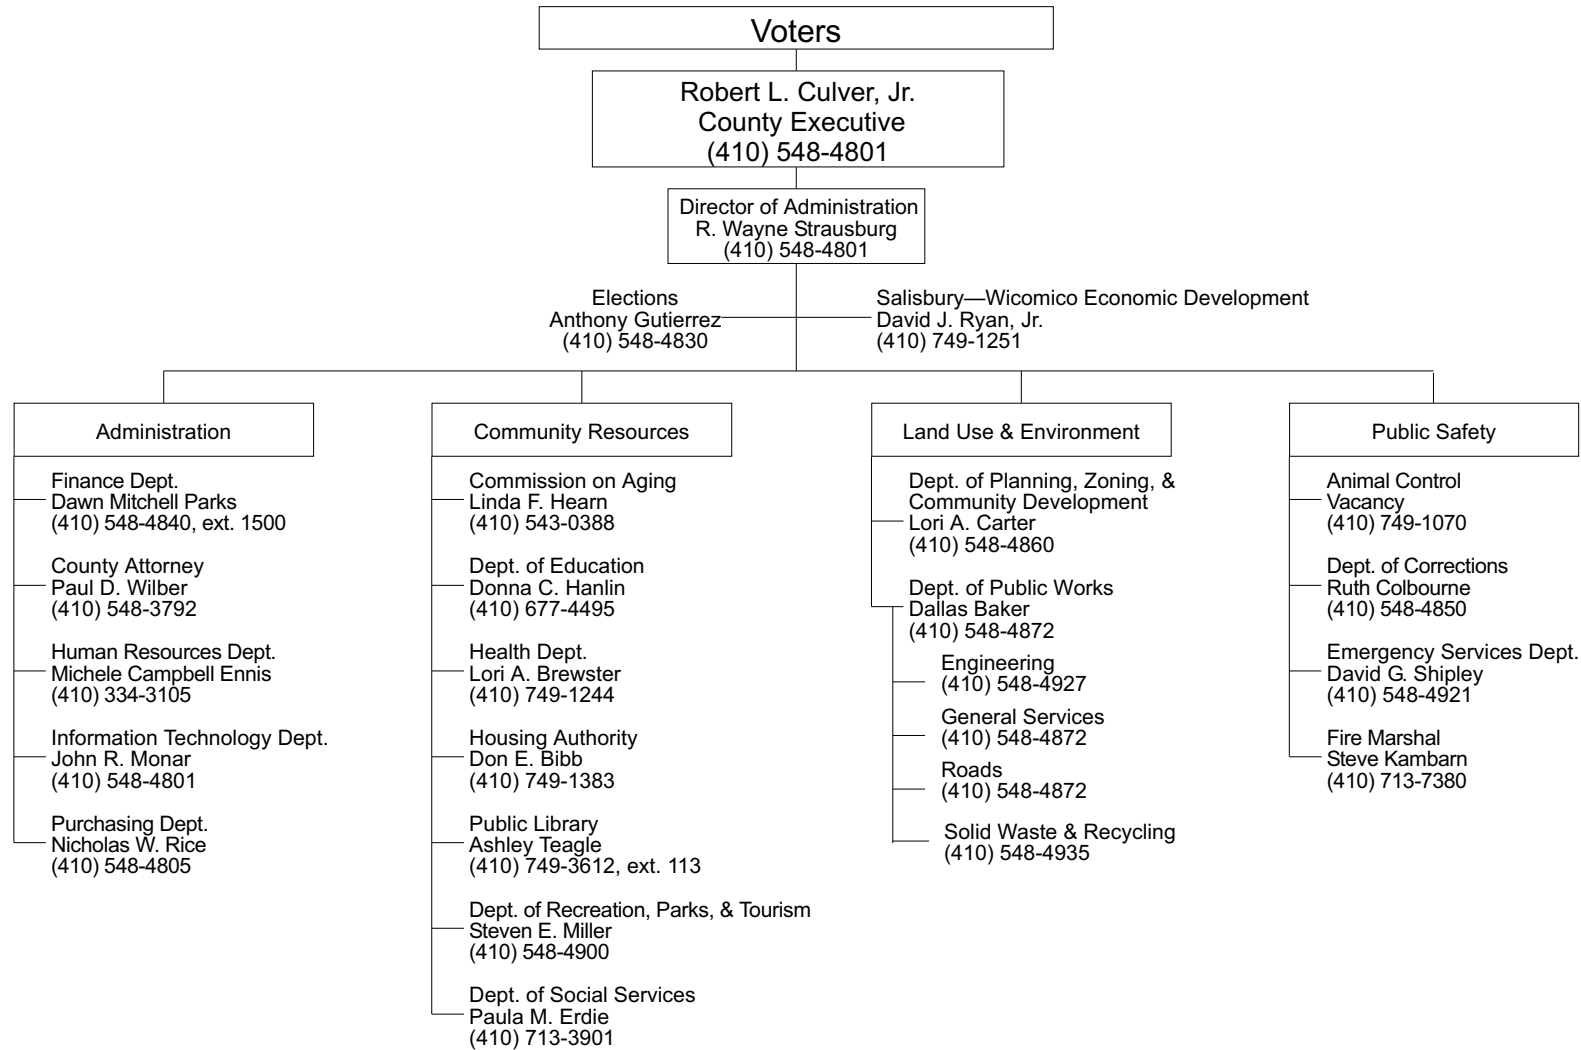 Voters
Robert L. Culver, Jr.
County Executive
(410) 548-4801
Director of Administration
R. Wayne Strausburg
(410) 548-4801
Elections
Anthony Gutierrez
(410) 548-4830
Salisbury—Wicomico Economic Development
David J. Ryan, Jr.
(410) 749-1251
Administration
Finance Dept.
Dawn Mitchell Parks
(410) 548-4840, ext. 1500
County Attorney
Paul D. Wilber
(410) 548-3792
Human Resources Dept.
Michele Campbell Ennis
(410) 334-3105
Information Technology Dept.
John R. Monar
(410) 548-4801
Purchasing Dept.
Nicholas W. Rice
(410) 548-4805
Community Resources
Commission on Aging
Linda F. Hearn
(410) 543-0388
Dept. of Education
Donna C. Hanlin
(410) 677-4495
Health Dept.
Lori A. Brewster
(410) 749-1244
Housing Authority
Don E. Bibb
(410) 749-1383
Public Library
Ashley Teagle
(410) 749-3612, ext. 113
Dept. of Recreation, Parks, & Tourism
Steven E. Miller
(410) 548-4900
Dept. of Social Services
Paula M. Erdie
(410) 713-3901
Land Use & Environment
Dept. of Planning, Zoning, &
Community Development
Lori A. Carter
(410) 548-4860
Dept. of Public Works
Dallas Baker
(410) 548-4872
Engineering
(410) 548-4927
General Services
(410) 548-4872
Roads
(410) 548-4872
Solid Waste & Recycling
(410) 548-4935
Public Safety
Animal Control
Vacancy
(410) 749-1070
Dept. of Corrections
Ruth Colbourne
(410) 548-4850
Emergency Services Dept.
David G. Shipley
(410) 548-4921
Fire Marshal
Steve Kambarn
(410) 713-7380